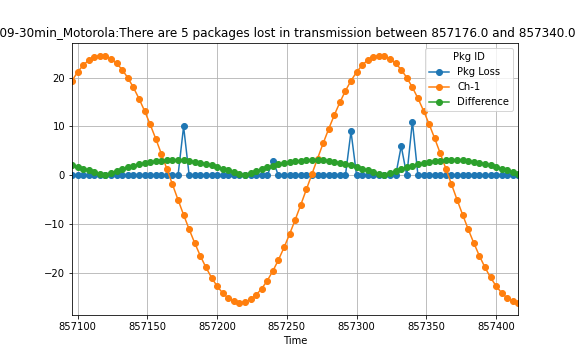 09-30min_Motorola:There are 5 packages lost in transmission between 857176.0 and 857340.0
Pkg ID
Pkg Loss
Ch-1
Difference
20
10
0
−10
−20
857100 857150 857200 857250 857300 857350 857400
Time